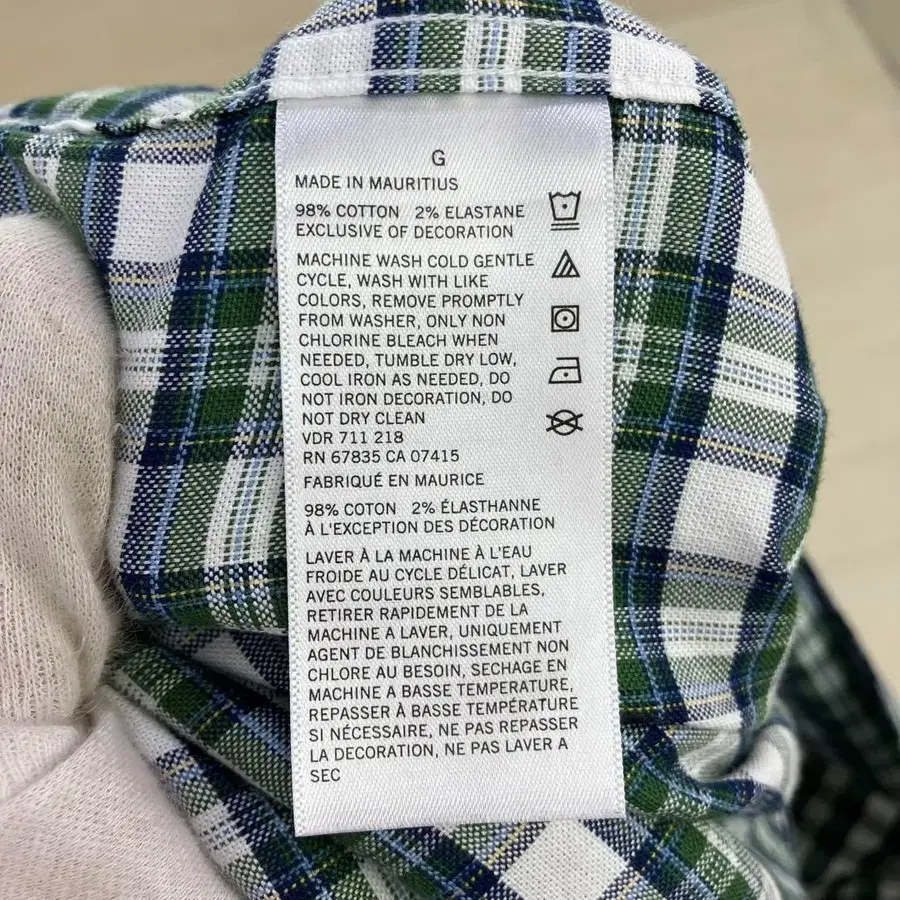 G
MADE IN MAURITIUS
98% COTTON 2% ELASTANE
EXCLUSIVE OF DECORATION
MACHINE WASH COLD GENTLE
CYCLE, WASH WITH LIKE
COLORS, REMOVE PROMPTLY
FROM WASHER, ONLY NON
CHLORINE BLEACH WHEN
NEEDED, TUMBLE DRY LOW,
COOL IRON AS NEEDED, DO
NOT IRON DECORATION, DO
NOT DRY CLEAN
VDR 711 218
RN 67835 CA 07415
FABRIQUÉ EN MAURICE
98% COTON 2% ÉLASTHANNE
À L'EXCEPTION DES DÉCORATION
LAVER À LA MACHINE À L'EAU
FROIDE AU CYCLE DÉLICAT, LAVER
AVEC COULEURS SEMBLABLES,
RETIRER RAPIDEMENT DE LA
MACHINE A LAVER, UNIQUEMENT
AGENT DE BLANCHISSEMENT NON
CHLORE AU BESOIN, SECHAGE EN
MACHINE A BASSE TEMPERATURE,
REPASSER À BASSE TEMPÉRATURE
SI NÉCESSAIRE, NE PAS REPASSER
LA DECORATION, NE PAS LAVER A
SEC